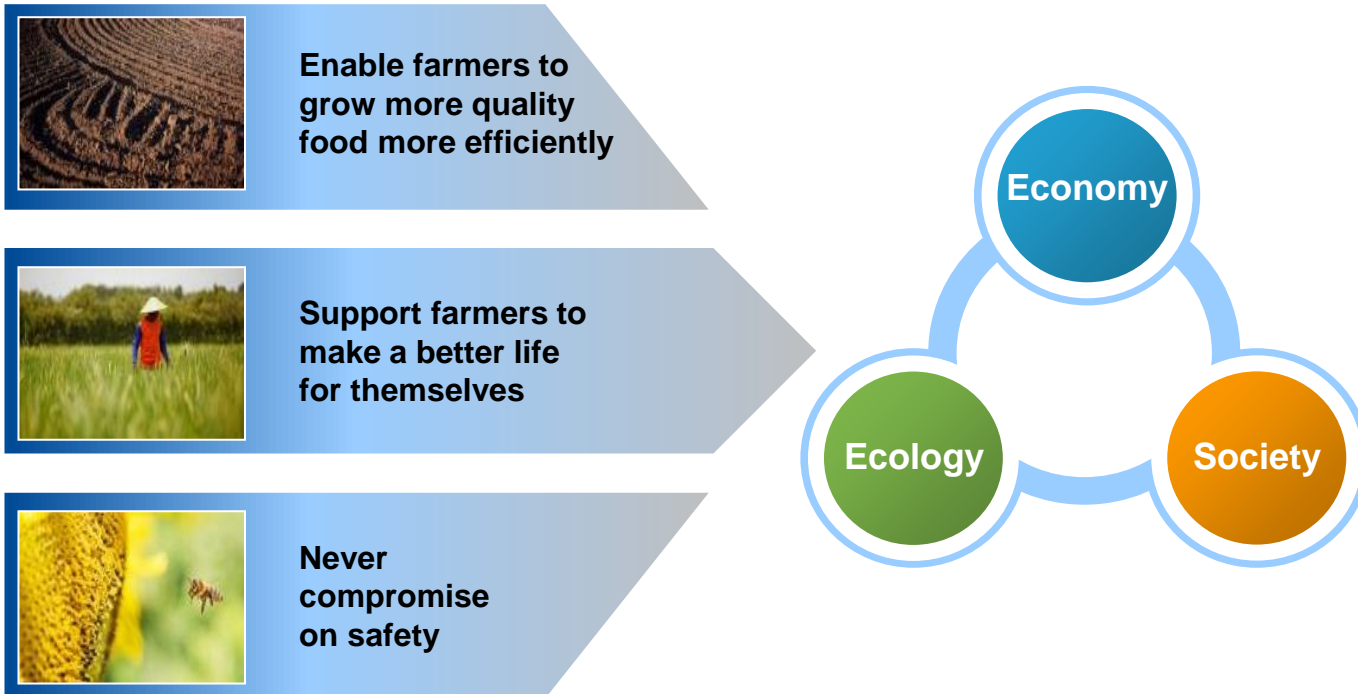 Enable farmers to
grow more quality
food more efficiently
Support farmers to
make a better life
for themselves
Never
compromise
on safety
Economy
Ecology
Society